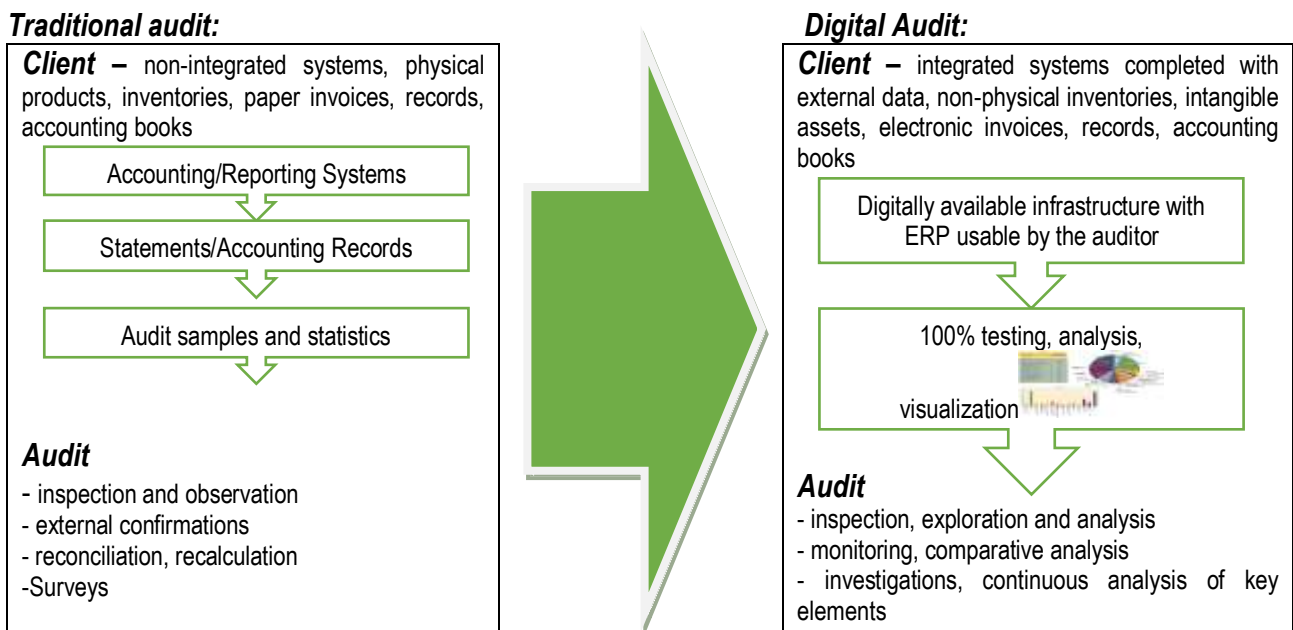 Traditional audit:
Client – non-integrated systems, physical
products, inventories, paper invoices, records,
accounting books
Accounting/Reporting Systems
Statements/Accounting Records
Audit samples and statistics
Audit
- inspection and observation
- external confirmations
- reconciliation, recalculation
-Surveys
Digital Audit:
Client – integrated systems completed with
external data, non-physical inventories, intangible
assets, electronic invoices, records, accounting
books
Digitally available infrastructure with
ERP usable by the auditor
100% testing, analysis,
visualization
Audit
- inspection, exploration and analysis
- monitoring, comparative analysis
- investigations, continuous analysis of key
elements